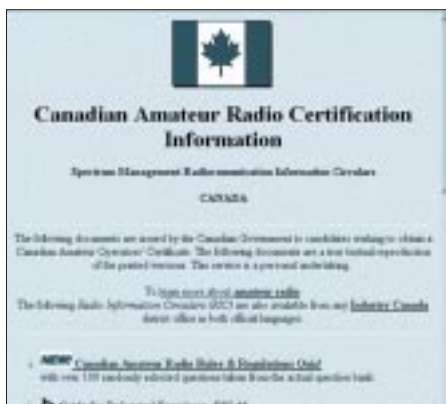 Canadian Amateur Radio Certification
Information
Spectrum Management Radiocommunication Information Circulars
CANADA
The following documents are issued by the Canadian Government to candidates wishing to obtain a
Canadian Amateur Operators' Certificate. The following documents are a true textual reproduction
of the printed versions. This service is a personal undertaking.
To learn more about amateur radio
The following Radio Information Circulars (RIC) are also available from any Industry Canada
district office in both official languages.
NEW! Canadian Amateur Radio Rules & Regulations Quiz!
with over 100 randomly selected questions taken from the actual question bank